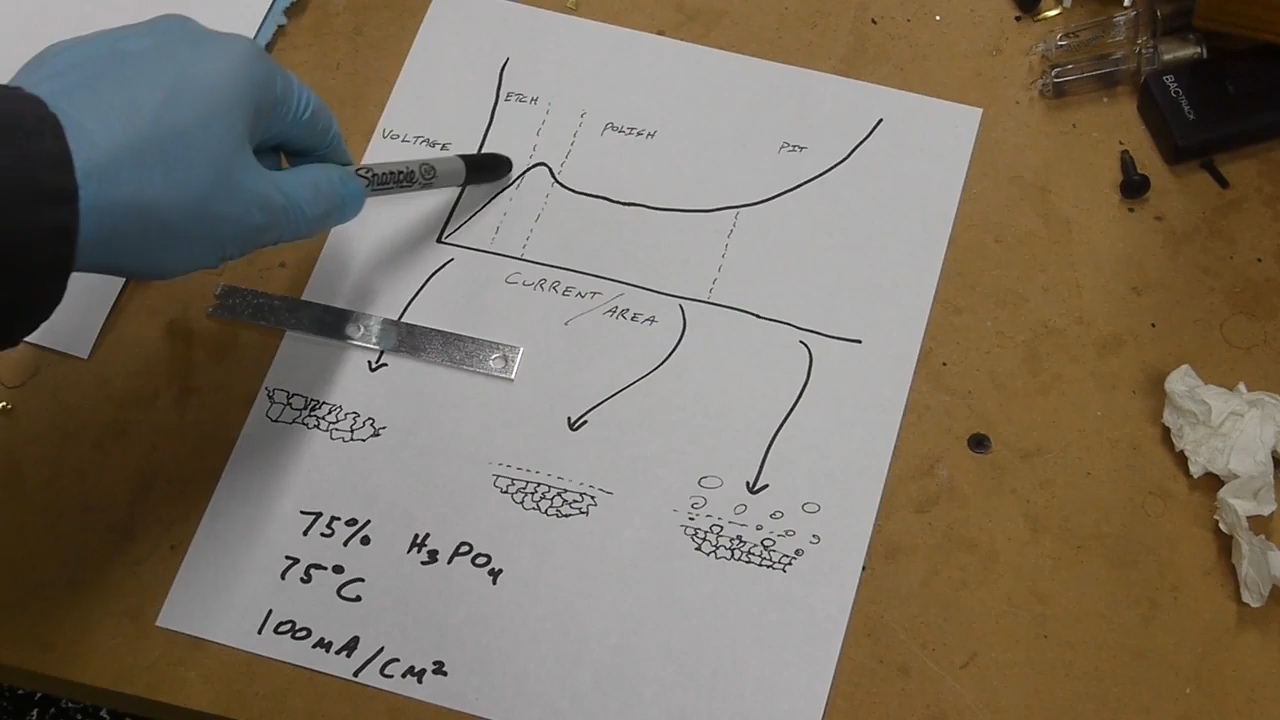 ETCH
POLISH
PIT
VOLTAGE
Sharpie
CURRENT/AREA
75% H3PO4
75°C
100mA/CM²
BACTRACK